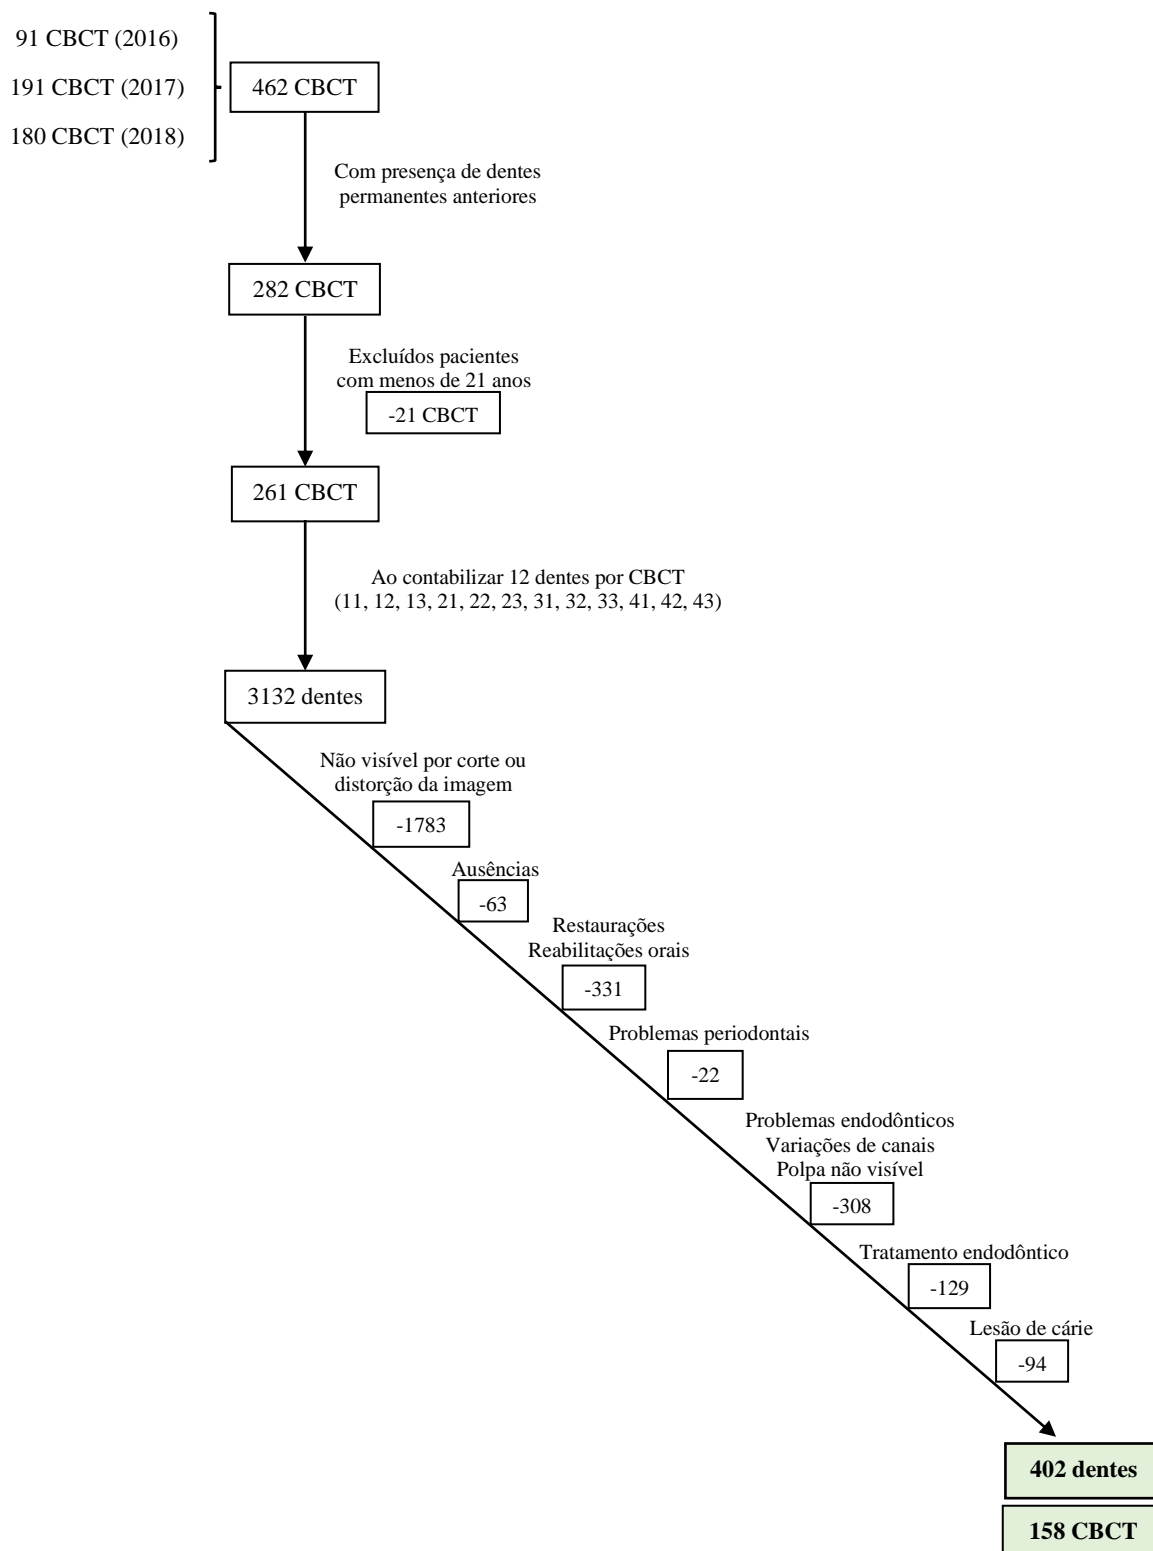 91 CBCT (2016)
191 CBCT (2017)
180 CBCT (2018)
462 CBCT
Com presença de dentes
permanentes anteriores
282 CBCT
Excluídos pacientes
com menos de 21 anos
-21 CBCT
261 CBCT
Ao contabilizar 12 dentes por CBCT
(11, 12, 13, 21, 22, 23, 31, 32, 33, 41, 42, 43)
3132 dentes
Não visível por corte ou
distorção da imagem
-1783
Ausências
-63
Restaurações
Reabilitações orais
-331
Problemas periodontais
-22
Problemas endodônticos
Variações de canais
Polpa não visível
-308
Tratamento endodôntico
-129
Lesão de cárie
-94
402 dentes
158 CBCT